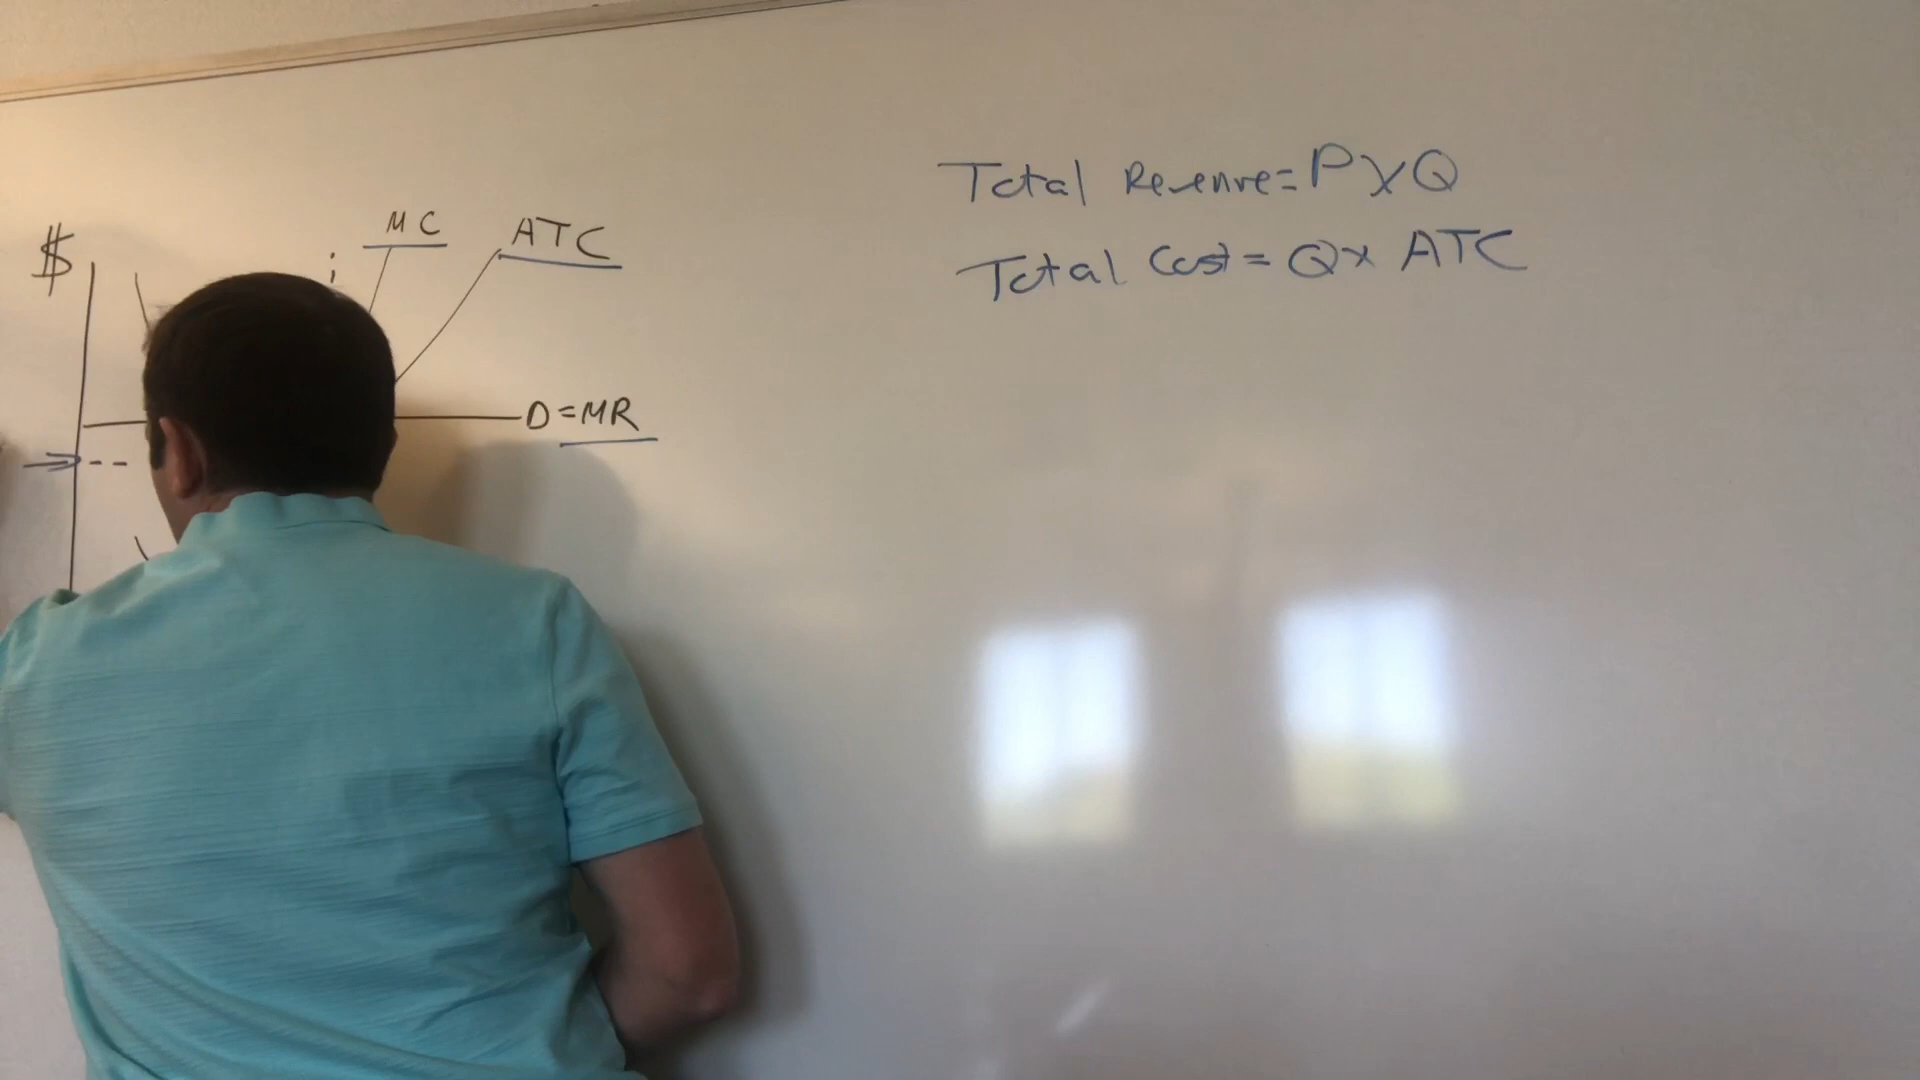 Total Revenue = P X Q
Total Cost = Q x ATC
$
MC
ATC
D = MR